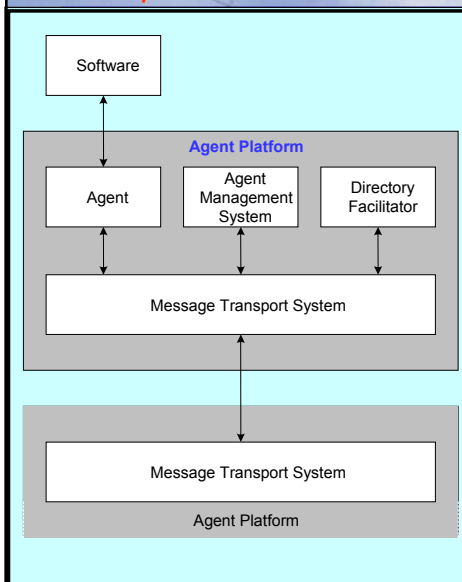 Software
Agent Platform
Agent
Agent
Management
System
Directory
Facilitator
Message Transport System
Message Transport System
Agent Platform